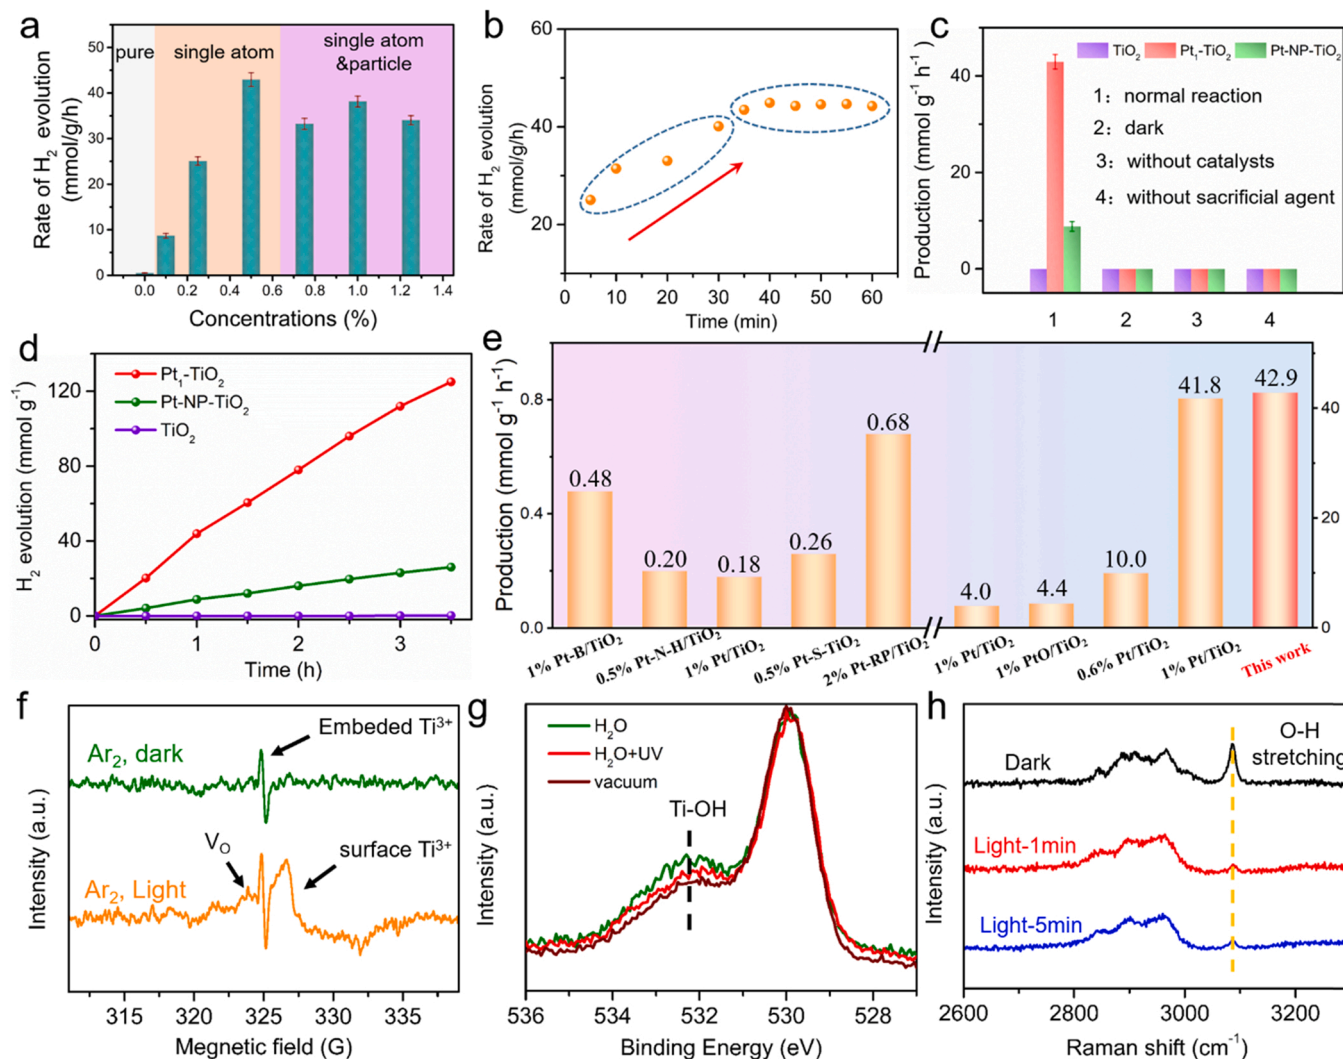 a
Rate of H2 evolution
(mmol/g/h)
50
45
40
35
30
25
20
15
10
5
0
pure
single atom
single atom
&particle
0.0 0.2 0.4 0.6 0.8 1.0 1.2 1.4
Concentrations (%)
b
Rate of H2 evolution
(mmol/g/h)
60
40
20
0 10 20 30 40 50 60
Time (min)
c
Production (mmol g-1 h-1)
40
20
0
TiO2 Pt1-TiO2 Pt-NP-TiO2
1: normal reaction
2: dark
3: without catalysts
4: without sacrificial agent
1 2 3 4
d
H2 evolution (mmol g-1)
120
80
40
0
Pt1-TiO2
Pt-NP-TiO2
TiO2
0 1 2 3
Time (h)
e
Production (mmol g-1 h-1)
0.8
0.4
0.0
0.48
0.20
0.18
0.26
0.68
4.0
4.4
10.0
41.8
42.9
40
20
0
1% Pt-B/TiO2
0.5% Pt-N-H/TiO2
1% Pt/TiO2
0.5% Pt-S-TiO2
2% Pt-RP/TiO2
1% Pt/TiO2
1% PtO/TiO2
0.6% Pt/TiO2
1% Pt/TiO2
This work
f
Intensity (a.u.)
Ar2, dark
Embeded Ti3+
VO
surface Ti3+
Ar2, Light
315 320 325 330 335
Megnetic field (G)
g
Intensity (a.u.)
H2O
H2O+UV
vacuum
Ti-OH
536 534 532 530 528
Binding Energy (eV)
h
Intensity (a.u.)
Dark
O-H
stretching
Light-1min
Light-5min
2600 2800 3000 3200
Raman shift (cm-1)